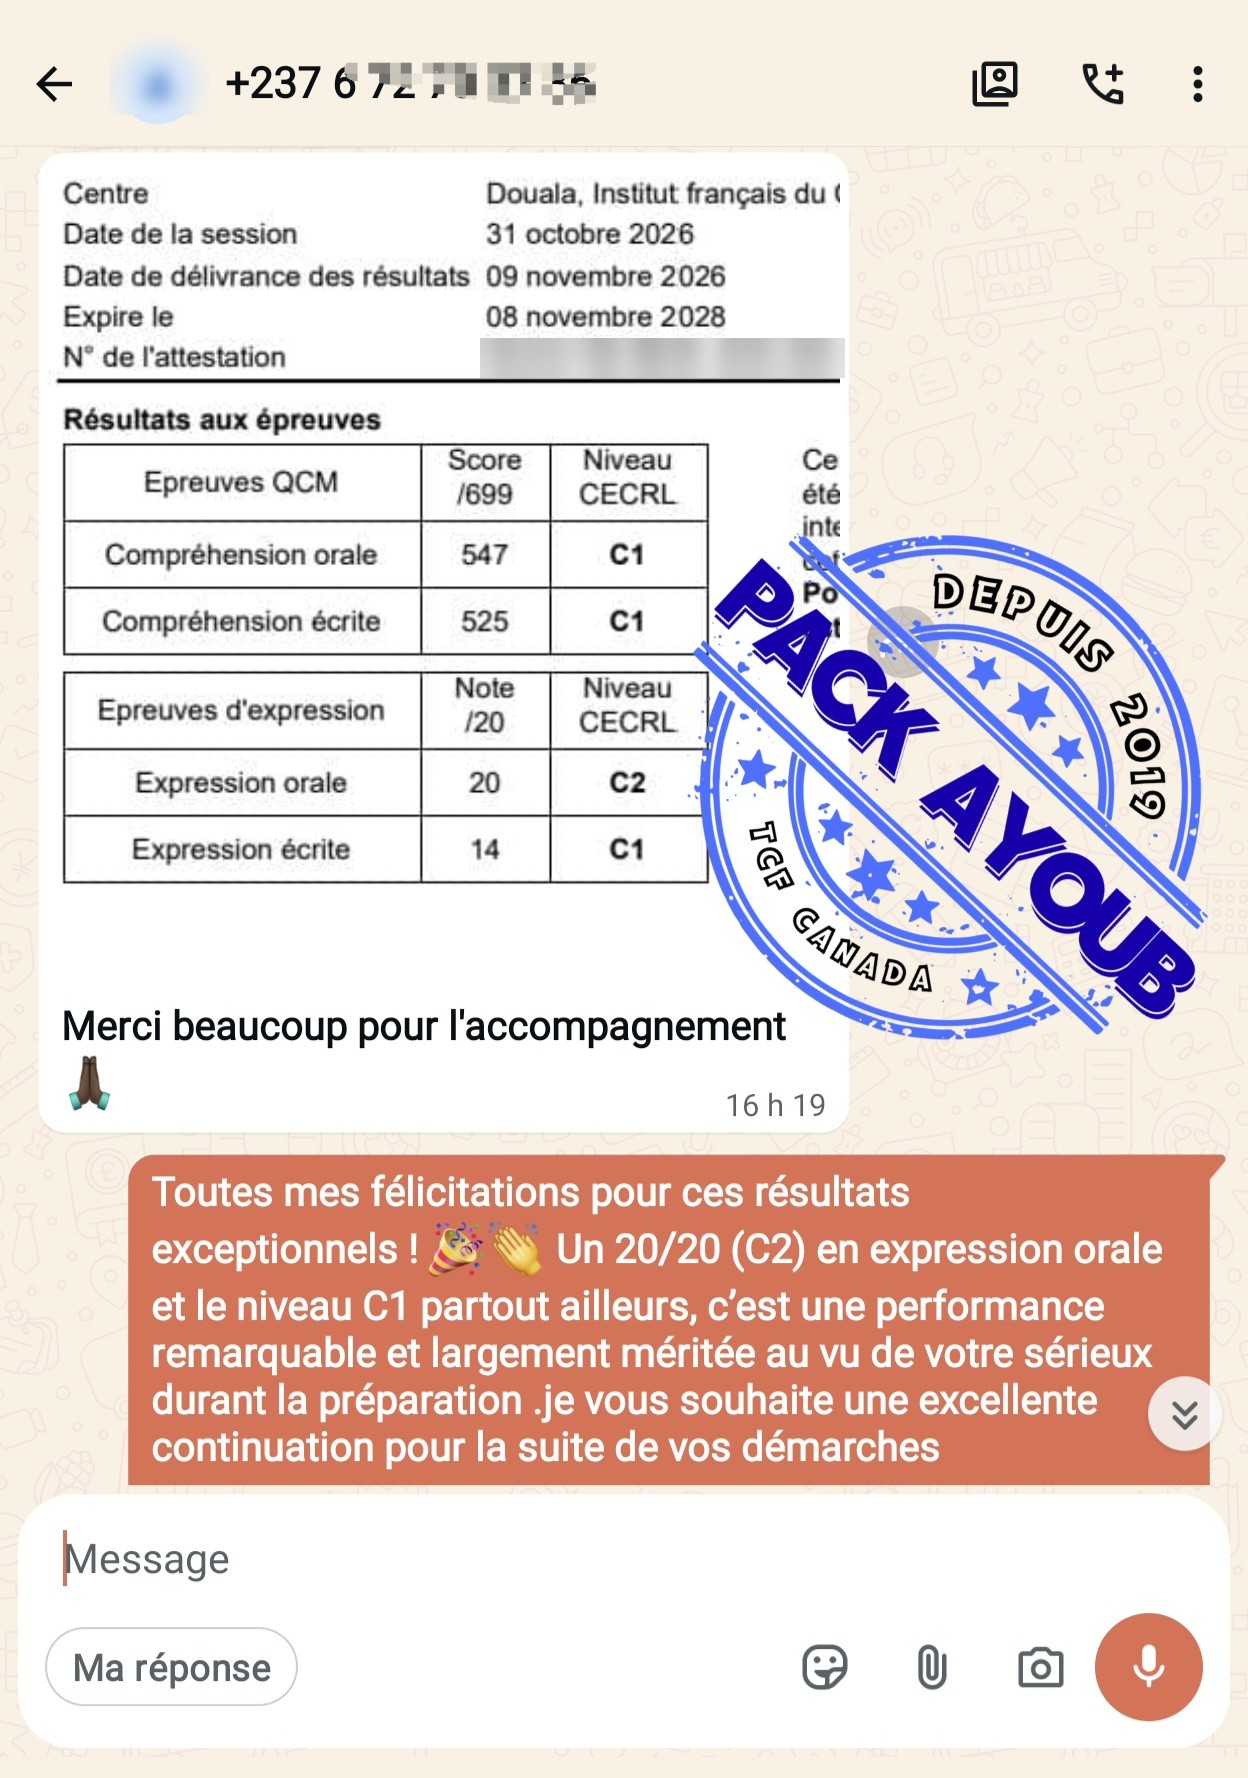 +237 6
Centre Douala, Institut français du
Date de la session 31 octobre 2026
Date de délivrance des résultats 09 novembre 2026
Expire le 08 novembre 2028
N° de l'attestation
Résultats aux épreuves
Epreuves QCM Score /699 Niveau CECRL
Compréhension orale 547 C1
Compréhension écrite 525 C1
Ce
été
inte
Po
Epreuves d'expression Note /20 Niveau CECRL
Expression orale 20 C2
Expression écrite 14 C1
DEPUIS 2019
PACK AYOUB
TCF CANADA
Merci beaucoup pour l'accompagnement
🙏🏿
16 h 19
Toutes mes félicitations pour ces résultats
exceptionnels ! 🎉👏 Un 20/20 (C2) en expression orale
et le niveau C1 partout ailleurs, c’est une performance
remarquable et largement méritée au vu de votre sérieux
durant la préparation .je vous souhaite une excellente
continuation pour la suite de vos démarches
Message
Ma réponse